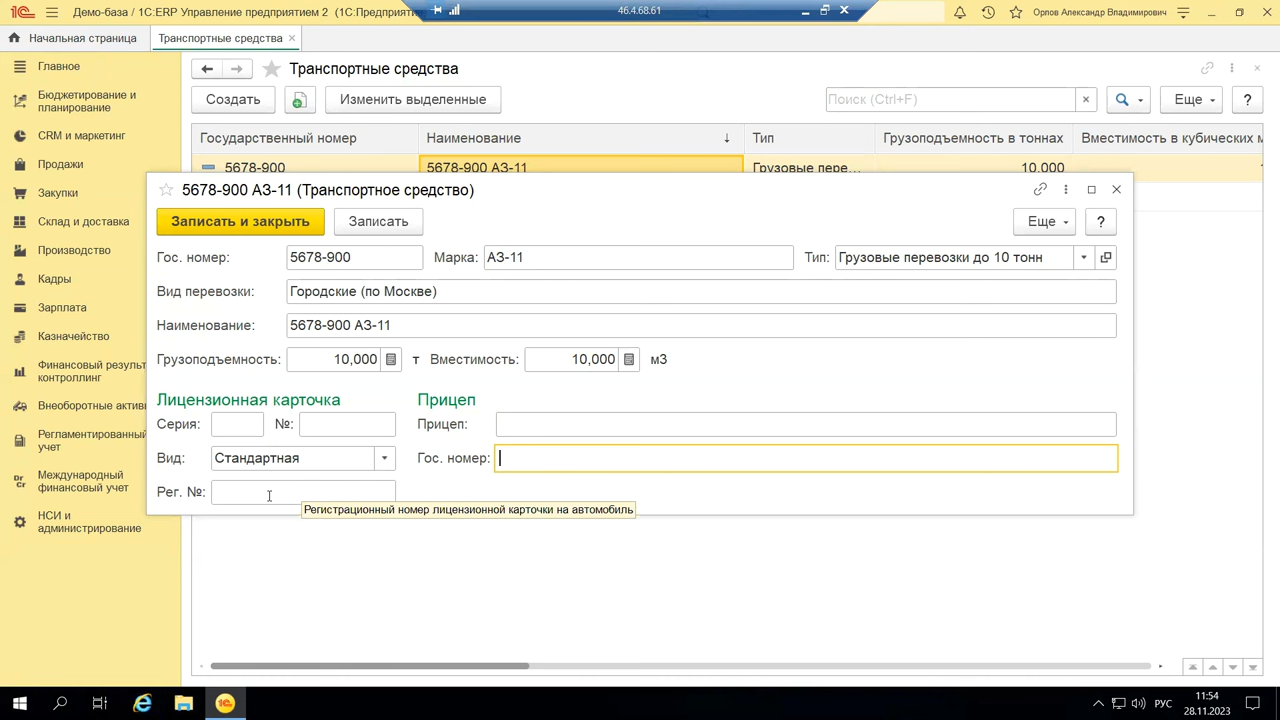 Демо-база / 1С:ERP Управление предприятием 2 (1С:Предприятие
46.4.68.61
Орлов Александр Владимирович
Начальная страница
Транспортные средства ×
Главное
Бюджетирование и
планирование
CRM и маркетинг
Продажи
Закупки
Склад и доставка
Производство
Кадры
Зарплата
Казначейство
Финансовый результ
контроллинг
Внеоборотные актив
Регламентированный
учет
Международный
финансовый учет
НСИ и
администрирование
Транспортные средства
Создать
Изменить выделенные
Поиск (Ctrl+F)
×
Еще
?
Государственный номер
Наименование
↓
Тип
Грузоподъемность в тоннах
Вместимость в кубических м
5678-900
5678-900 АЗ-11
Грузовые пере...
10,000
5678-900 АЗ-11 (Транспортное средство)
Записать и закрыть
Записать
Еще
?
Гос. номер:
5678-900
Марка:
АЗ-11
Тип:
Грузовые перевозки до 10 тонн
Вид перевозки:
Городские (по Москве)
Наименование:
5678-900 АЗ-11
Грузоподъемность:
10,000
т
Вместимость:
10,000
м3
Лицензионная карточка
Прицеп
Серия:
№:
Прицеп:
Вид:
Стандартная
Гос. номер:
Рег. №:
Регистрационный номер лицензионной карточки на автомобиль
РУС
11:54
28.11.2023